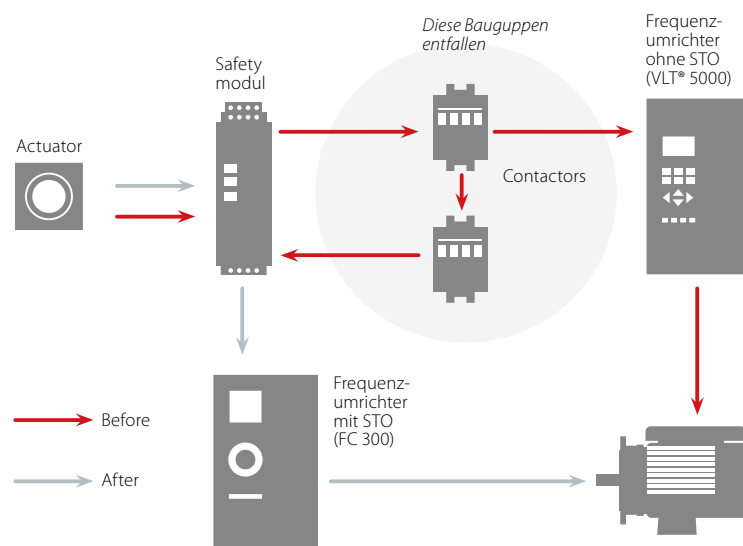 Diese Bauguppen
entfallen
Frequenz-
umrichter
ohne STO
(VLT® 5000)
Safety
modul
Actuator
Contactors
Frequenz-
umrichter
mit STO
(FC 300)
Before
After